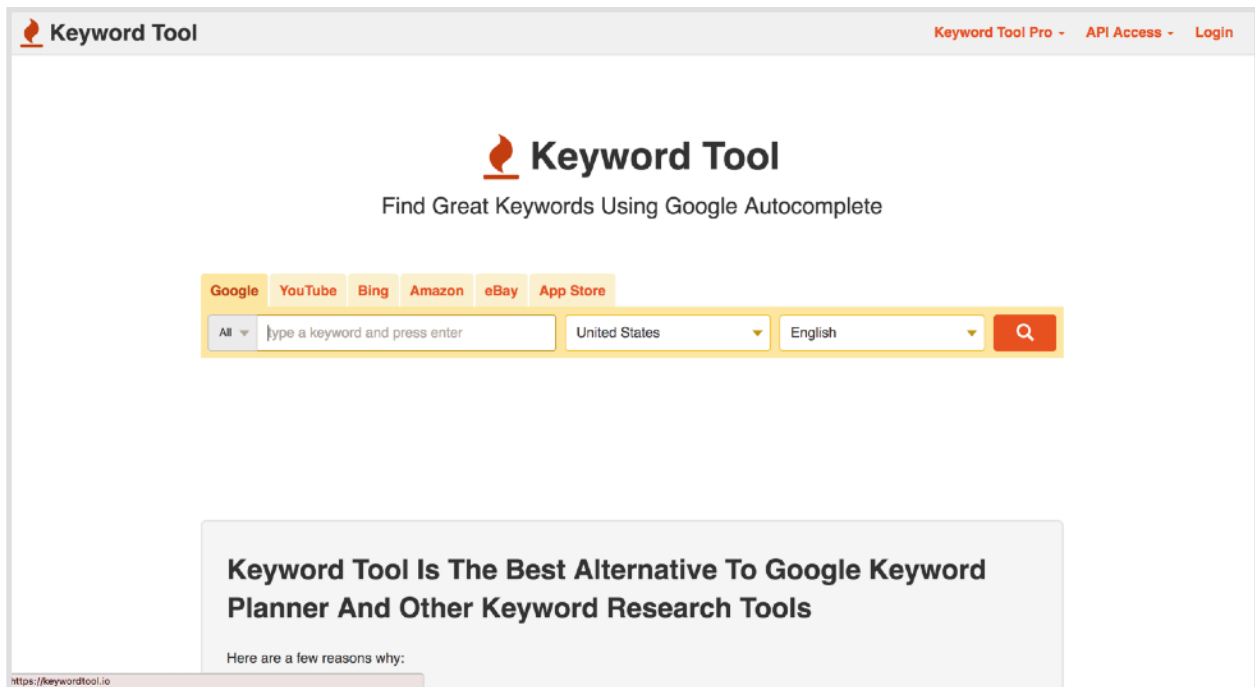 Keyword Tool
Keyword Tool Pro API Access Login
Keyword Tool
Find Great Keywords Using Google Autocomplete
Google YouTube Bing Amazon eBay App Store
All type a keyword and press enter United States English
Keyword Tool Is The Best Alternative To Google Keyword
Planner And Other Keyword Research Tools
Here are a few reasons why:
https://keywordtool.io